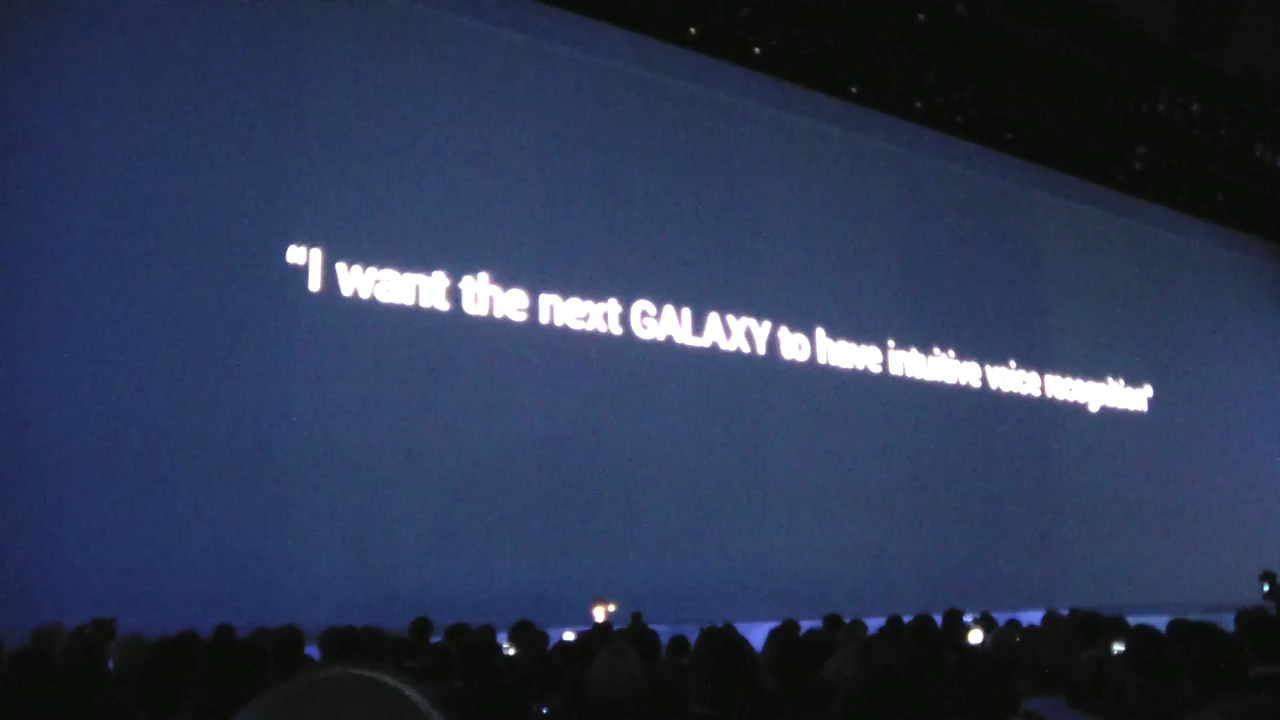 “I want the next GALAXY to have intuitive voice recognition”